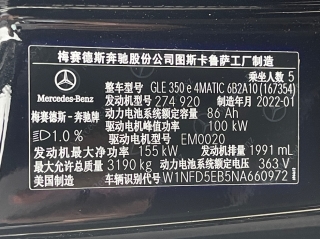 梅赛德斯奔驰股份公司图斯卡鲁萨工厂制造
乘坐人数 5
整车型号 GLE 350 e 4MATIC 6B2A10 (167354)
发动机型号 274 920 制造年月 2022-01
动力电池系统额定容量 86 Ah
驱动电机峰值功率 100 kW
驱动电机型号 EM0020
Mercedes-Benz
梅赛德斯-奔驰牌
1.0 %
发动机最大净功率 155 kW 发动机排量 1991 mL
最大允许总质量 3190 kg 动力电池系统额定电压 363 V
美国制造 车辆识别代号 W1NFD5EB5NA660972